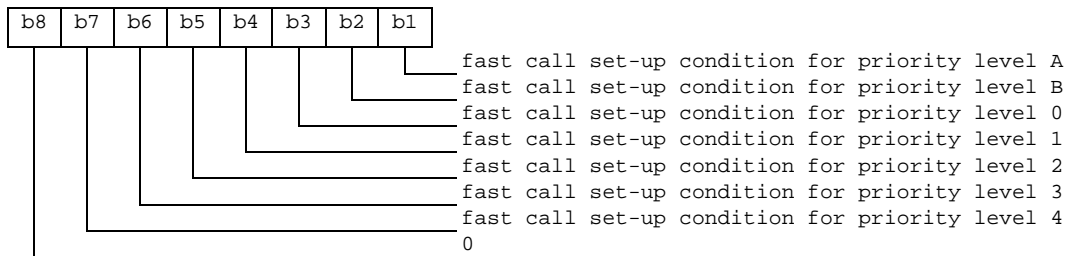 b8 b7 b6 b5 b4 b3 b2 b1
fast call set-up condition for priority level A
fast call set-up condition for priority level B
fast call set-up condition for priority level 0
fast call set-up condition for priority level 1
fast call set-up condition for priority level 2
fast call set-up condition for priority level 3
fast call set-up condition for priority level 4
0